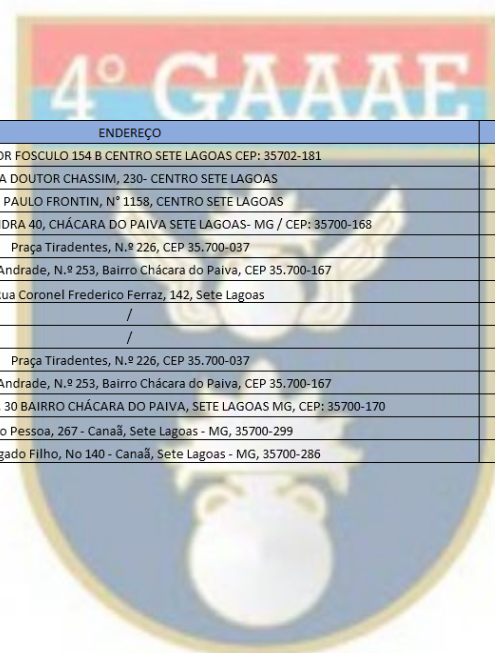 4º GAAAE
ENDEREÇO
OR FOSCULO 154 B CENTRO SETE LAGOAS CEP: 35702-181
A DOUTOR CHASSIM, 230- CENTRO SETE LAGOAS
PAULO FRONTIN, N° 1158, CENTRO SETE LAGOAS
NDRA 40, CHÁCARA DO PAIVA SETE LAGOAS- MG / CEP: 35700-168
Praça Tiradentes, N.º 226, CEP 35.700-037
Andrade, N.º 253, Bairro Chácara do Paiva, CEP 35.700-167
ua Coronel Frederico Ferraz, 142, Sete Lagoas
/
/
Praça Tiradentes, N.º 226, CEP 35.700-037
Andrade, N.º 253, Bairro Chácara do Paiva, CEP 35.700-167
30 BAIRRO CHÁCARA DO PAIVA, SETE LAGOAS MG, CEP: 35700-170
o Pessoa, 267 - Canaã, Sete Lagoas - MG, 35700-299
gado Filho, No 140 - Canaã, Sete Lagoas - MG, 35700-286